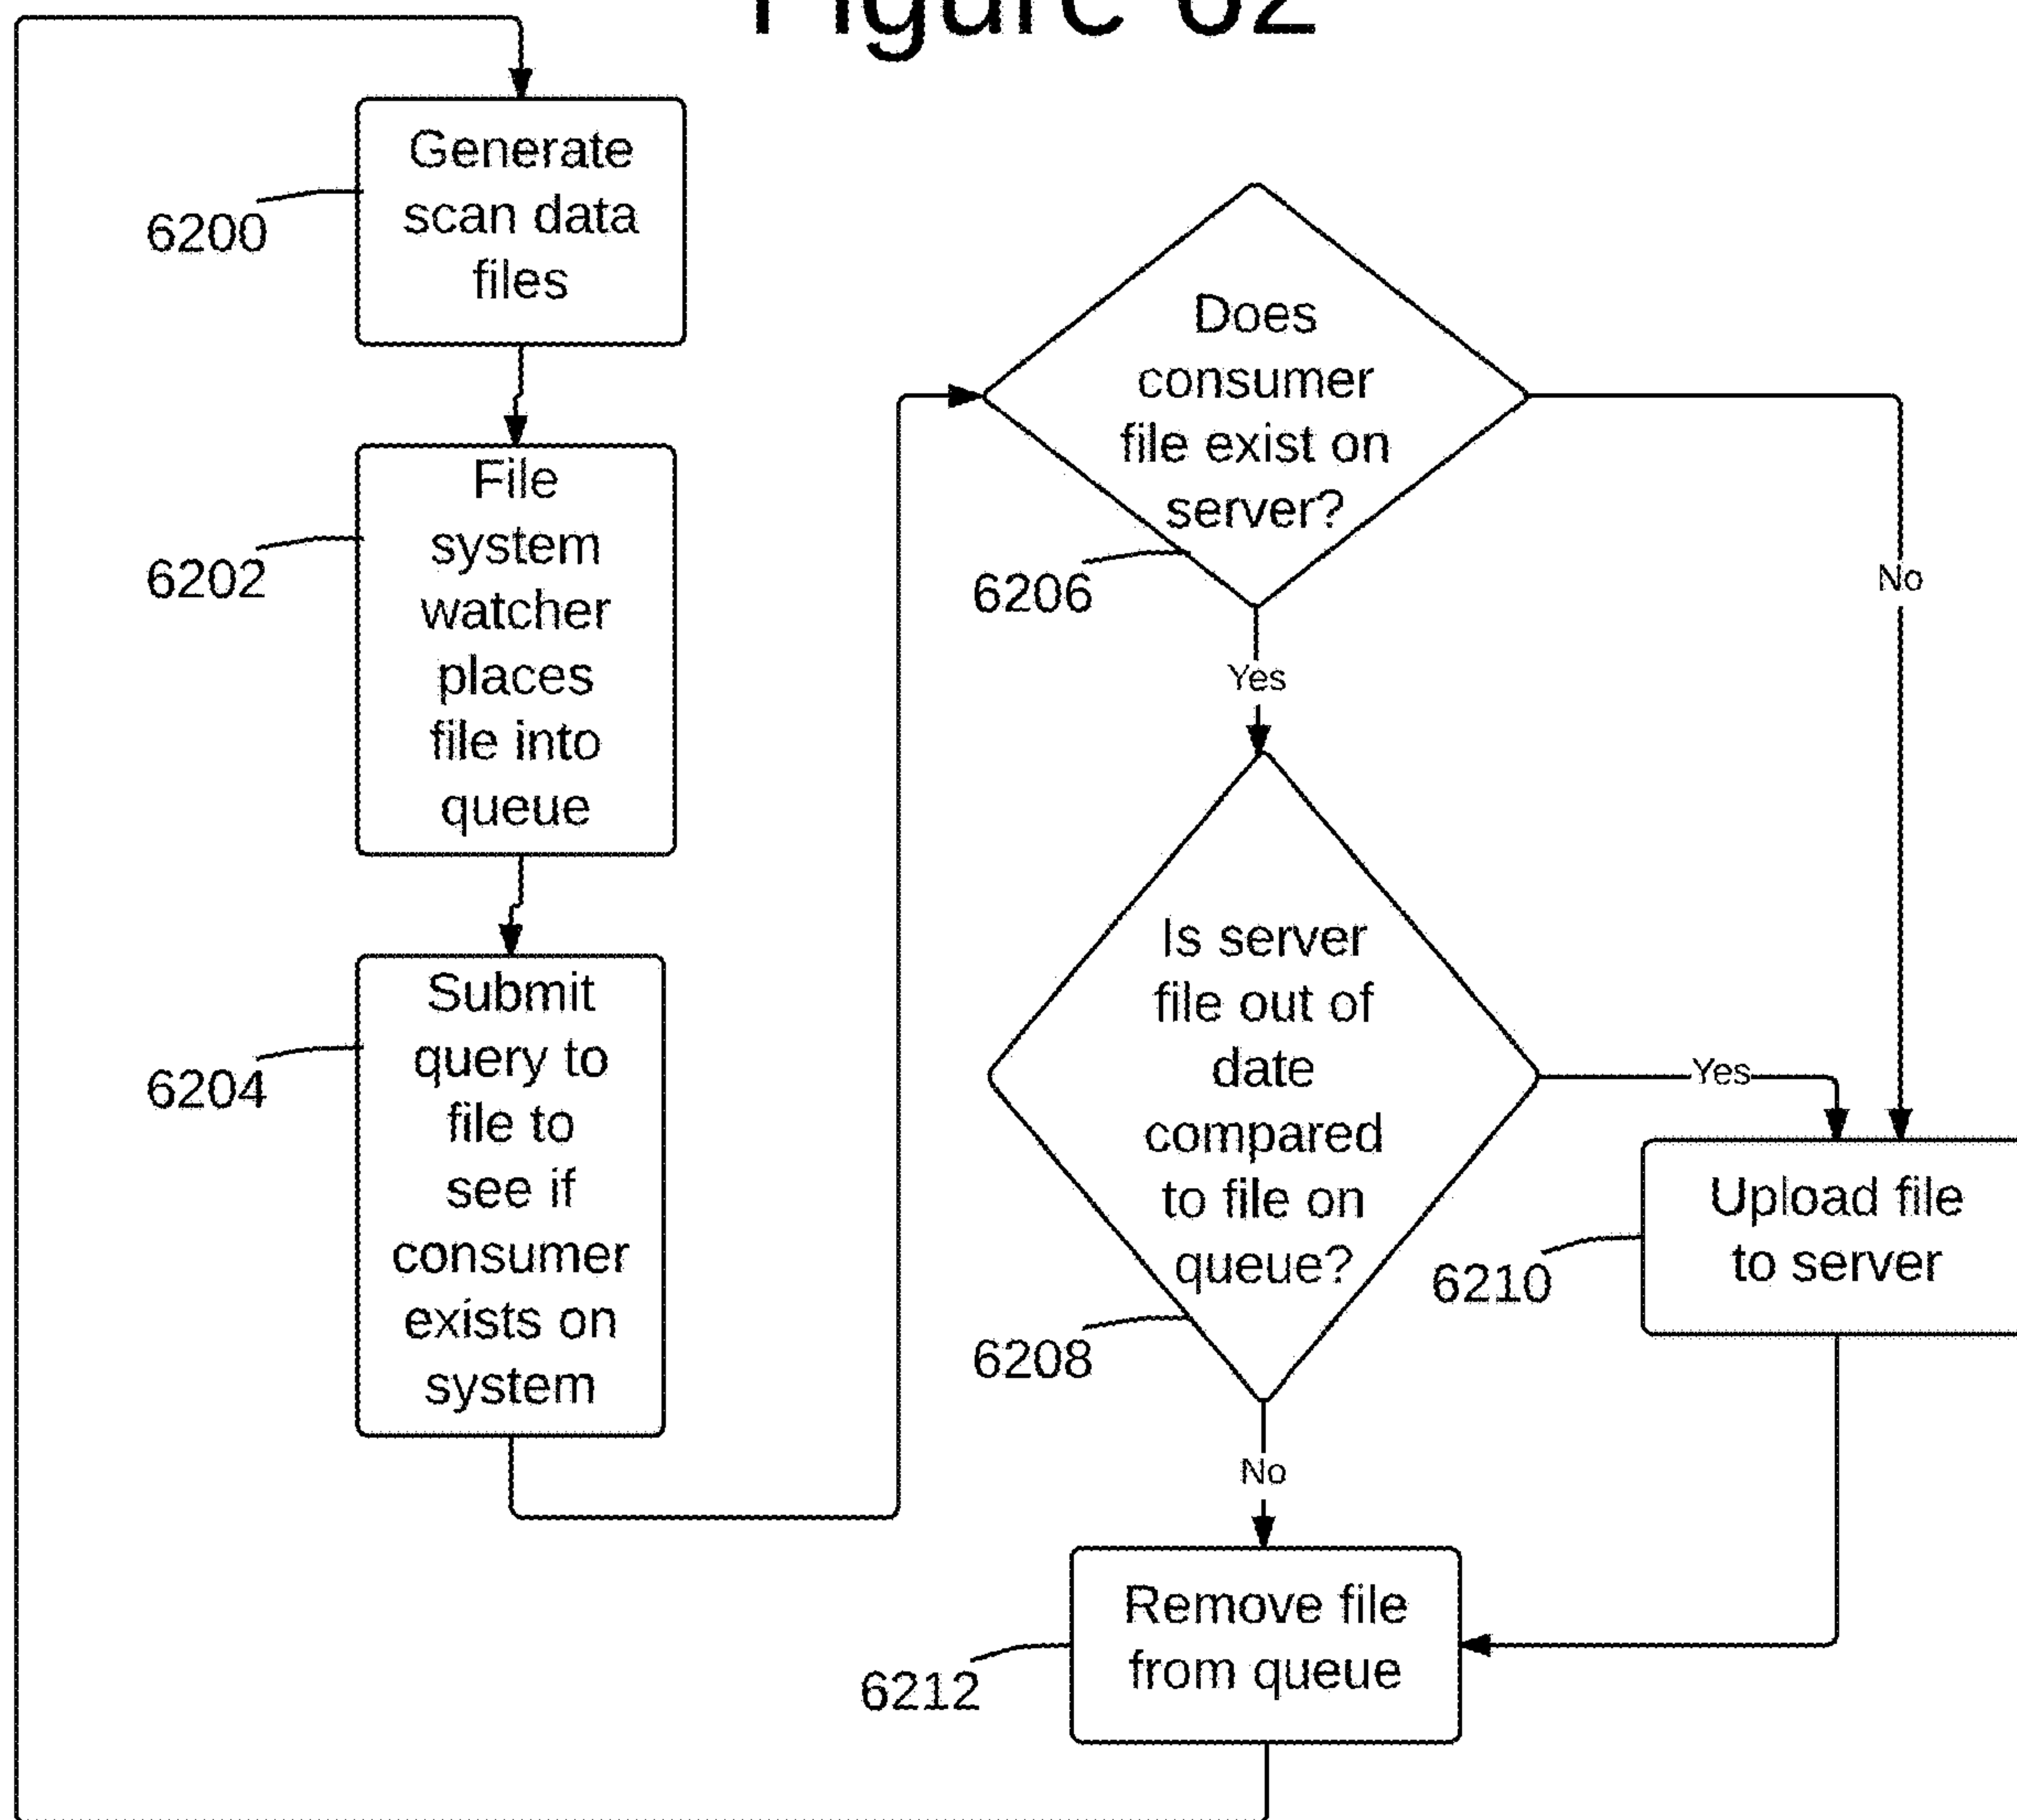 Figure 62
Generate
scan data
files
6200
File
system
watcher
places
file into
queue
6202
Submit
query to
file to
see if
consumer
exists on
system
6204
Does
consumer
file exist on
server?
6206
No
Yes
Is server
file out of
date
compared
to file on
queue?
6208
Yes
Upload file
to server
6210
No
Remove file
from queue
6212